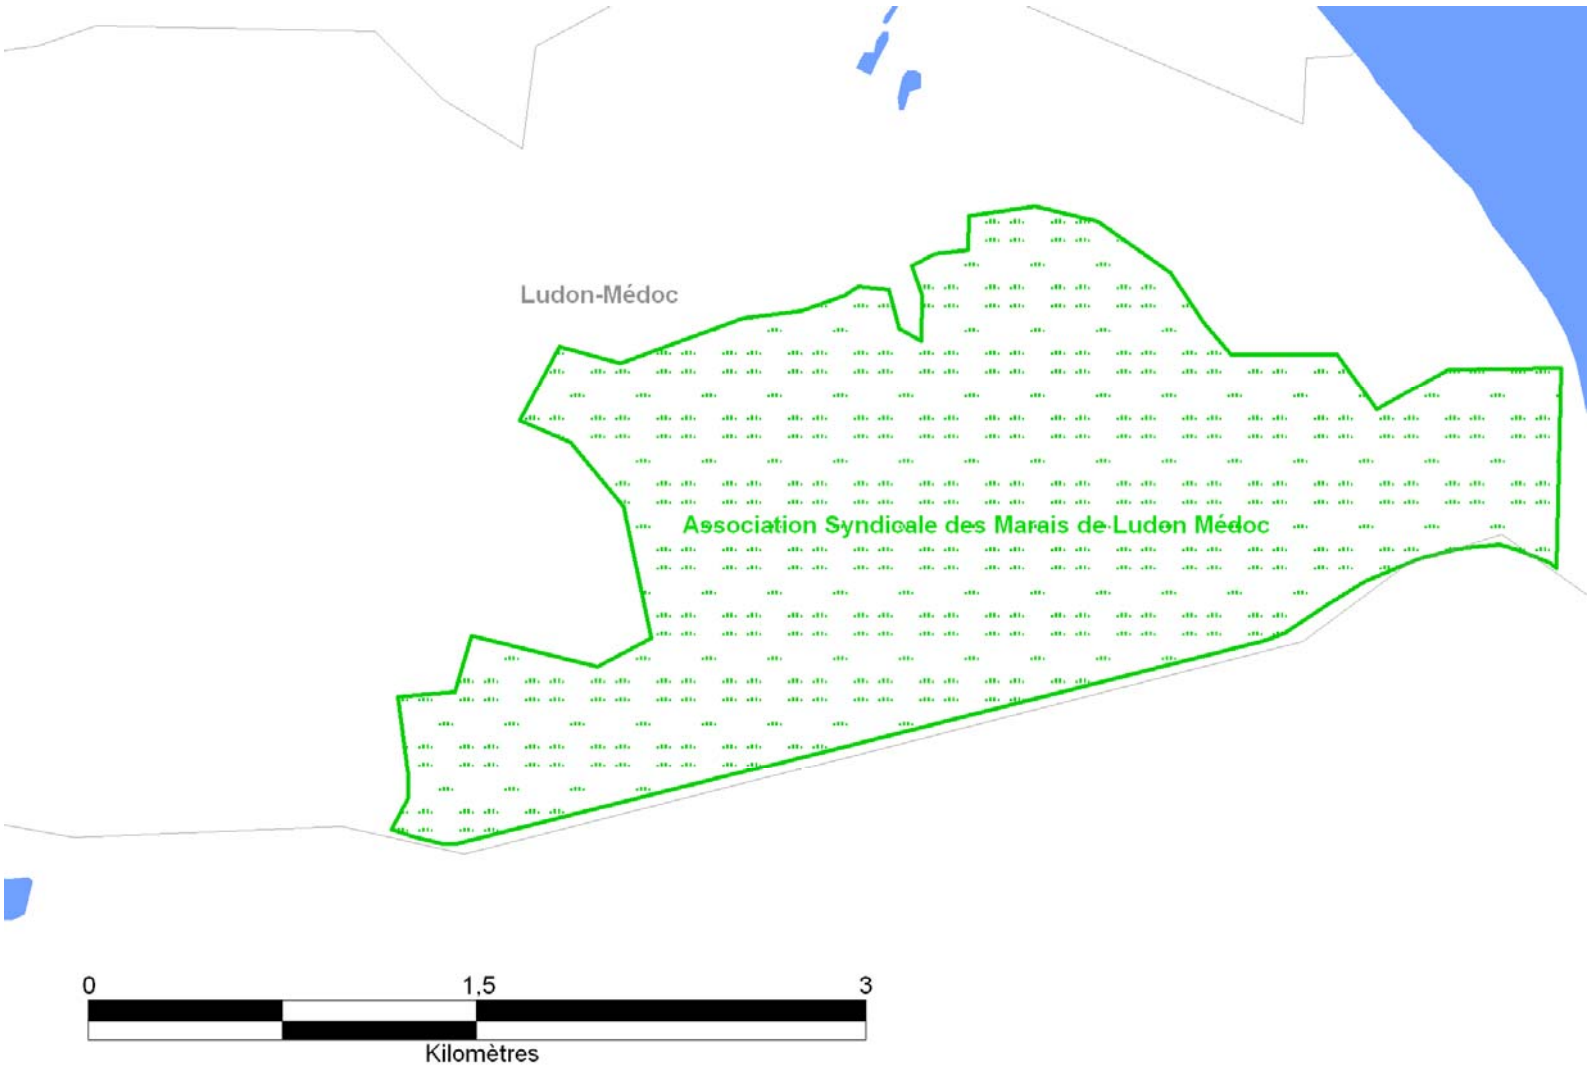 Ludon-Médoc
Association Syndicale des Marais de Ludon Médoc
0 1,5 3
Kilomètres